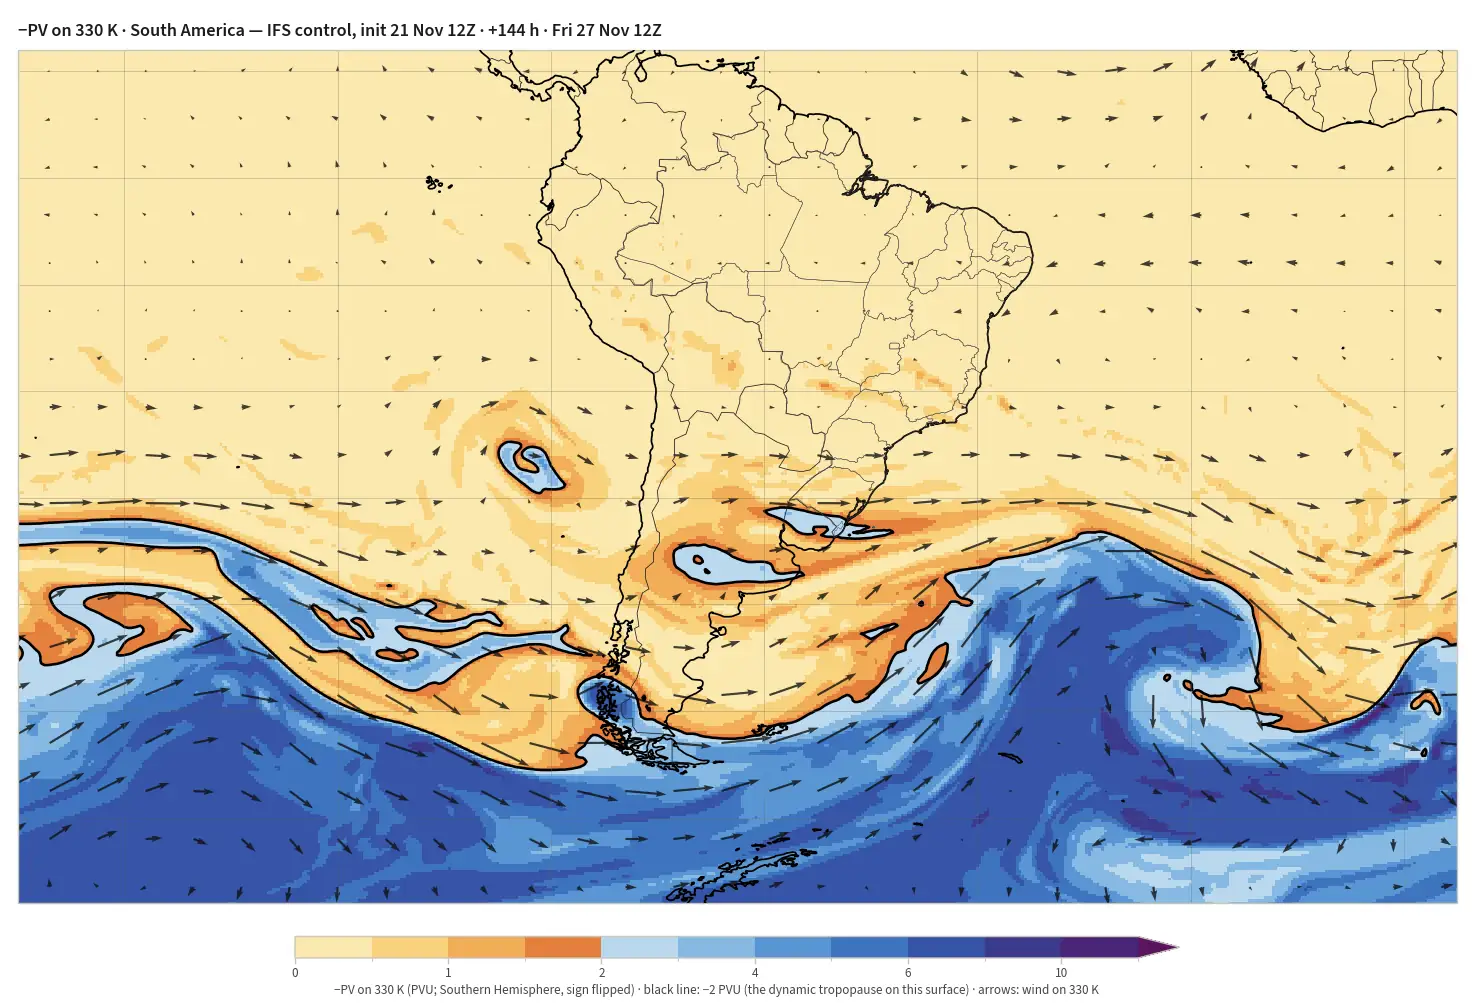 −PV on 330 K · South America — IFS control, init 21 Nov 12Z · +144 h · Fri 27 Nov 12Z
0 1 2 4 6 10
−PV on 330 K (PVU; Southern Hemisphere, sign flipped) · black line: −2 PVU (the dynamic tropopause on this surface) · arrows: wind on 330 K